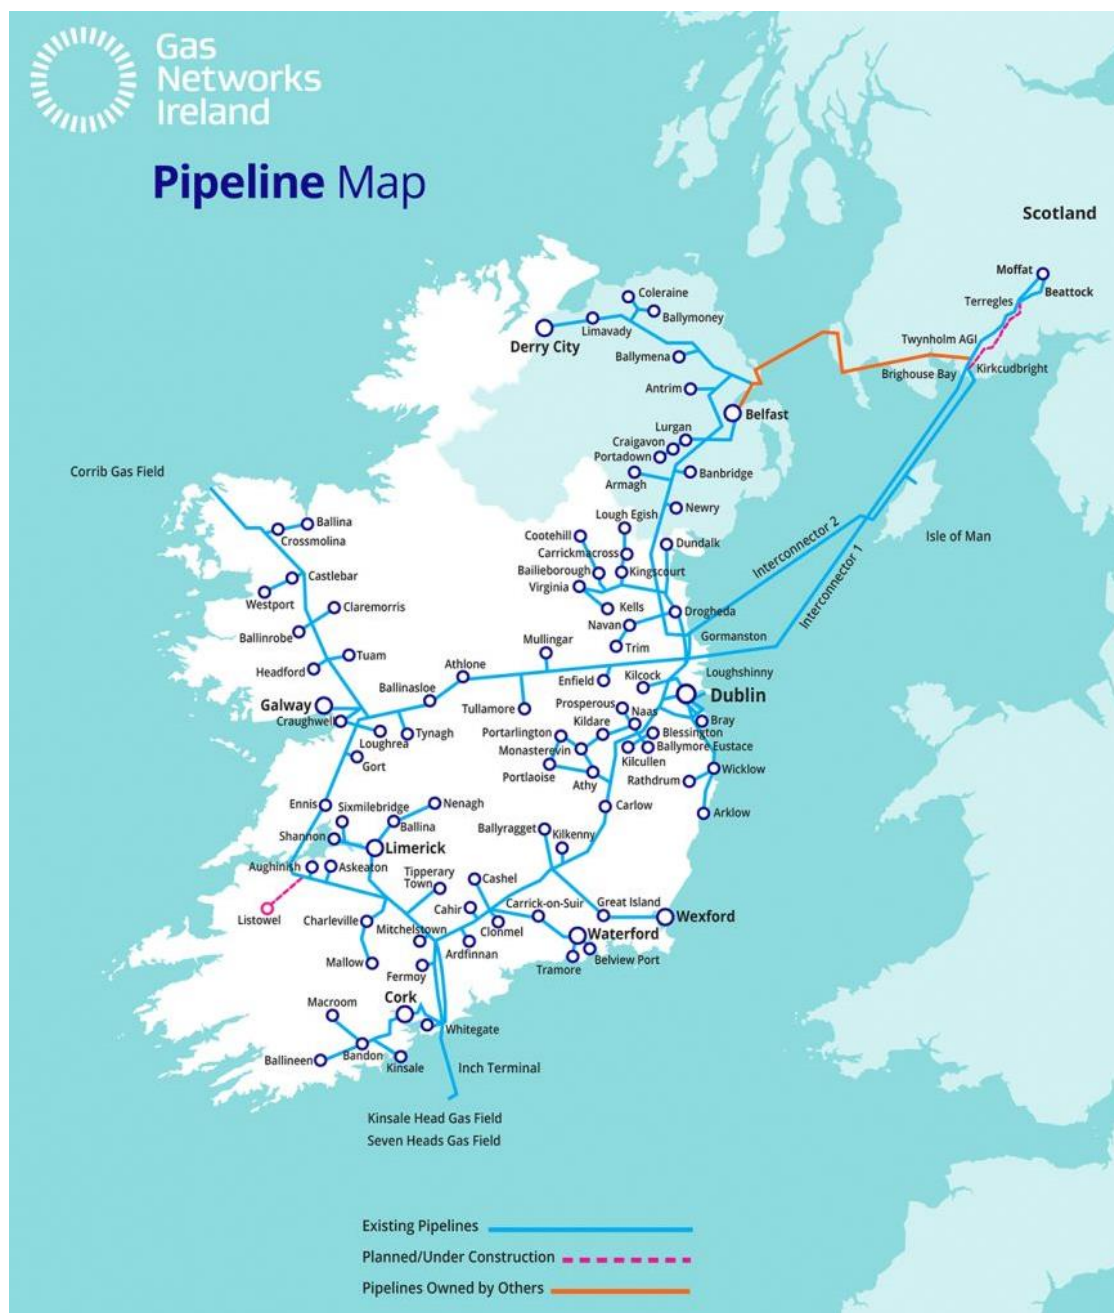 Gas
Networks
Ireland
Pipeline Map
Scotland
Moffat
Beattock
Terregles
Coleraine
Ballymoney
Limavady
Derry City
Twynholm AGI
Ballymena
Brighouse Bay
Kirkcudbright
Antrim
Belfast
Lurgan
Craigavon
Portadown
Corrib Gas Field
Armagh
Banbridge
Lough Egish
Newry
Ballina
Crossmolina
Cootehill
Dundalk
Interconnector 2
Isle of Man
Carrickmacross
Interconnector 1
Castlebar
Bailieborough
Kingscourt
Virginia
Westport
Claremorris
Kells
Drogheda
Navan
Ballinrobe
Mullingar
Gormanston
Trim
Tuam
Athlone
Headford
Loughshinny
Enfield
Kilcock
Ballinasloe
Dublin
Galway
Prosperous
Tullamore
Naas
Craughwell
Kildare
Bray
Portarlington
Blessington
Tynagh
Loughrea
Monasterevin
Ballymore Eustace
Gort
Kilcullen
Wicklow
Portlaoise
Rathdrum
Athy
Ennis
Sixmilebridge
Nenagh
Carlow
Arklow
Ballyragget
Ballina
Shannon
Kilkenny
Limerick
Aughinish
Askeaton
Tipperary
Town
Cashel
Listowel
Charleville
Cahir
Carrick-on-Suir
Great Island
Wexford
Mitchelstown
Clonmel
Waterford
Ardfinnan
Belview Port
Mallow
Tramore
Fermoy
Cork
Macroom
Whitegate
Bandon
Ballineen
Kinsale
Inch Terminal
Kinsale Head Gas Field
Seven Heads Gas Field
Existing Pipelines
Planned/Under Construction
Pipelines Owned by Others